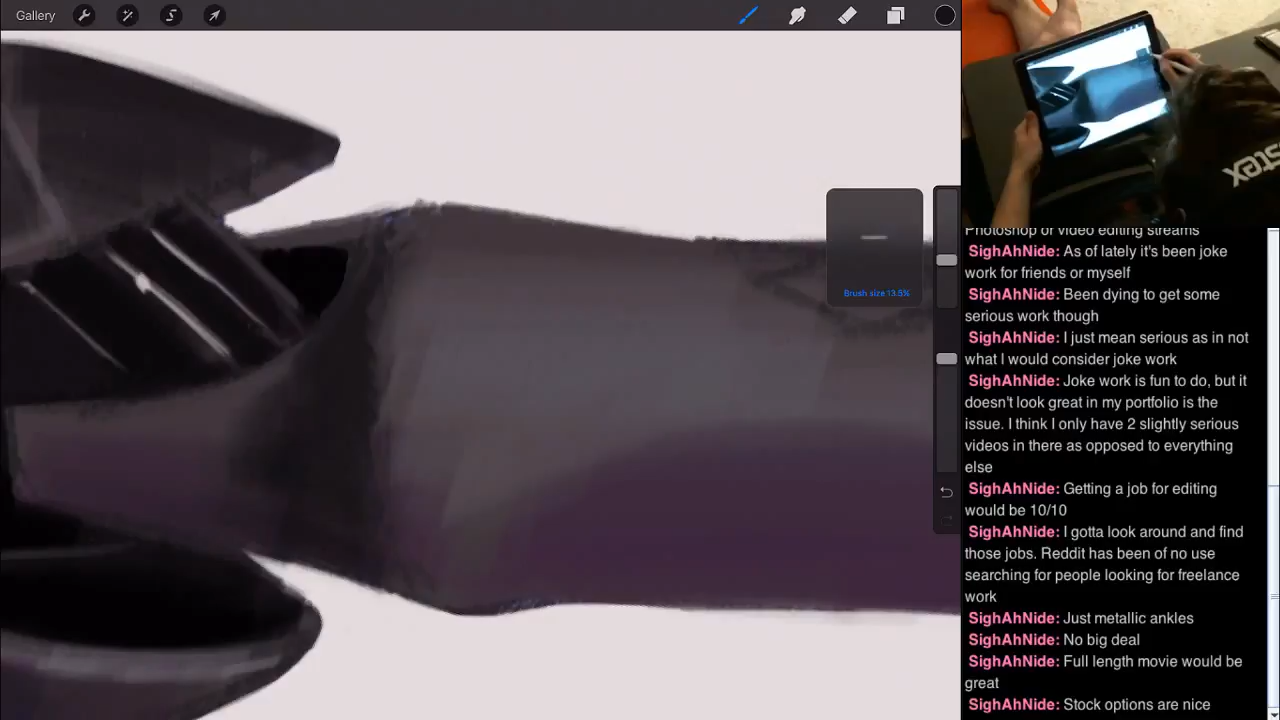 Gallery
Brush size 13.5%
Photoshop or video editing streams
SighAhNide: As of lately it's been joke
work for friends or myself
SighAhNide: Been dying to get some
serious work though
SighAhNide: I just mean serious as in not
what I would consider joke work
SighAhNide: Joke work is fun to do, but it
doesn't look great in my portfolio is the
issue. I think I only have 2 slightly serious
videos in there as opposed to everything
else
SighAhNide: Getting a job for editing
would be 10/10
SighAhNide: I gotta look around and find
those jobs. Reddit has been of no use
searching for people looking for freelance
work
SighAhNide: Just metallic ankles
SighAhNide: No big deal
SighAhNide: Full length movie would be
great
SighAhNide: Stock options are nice